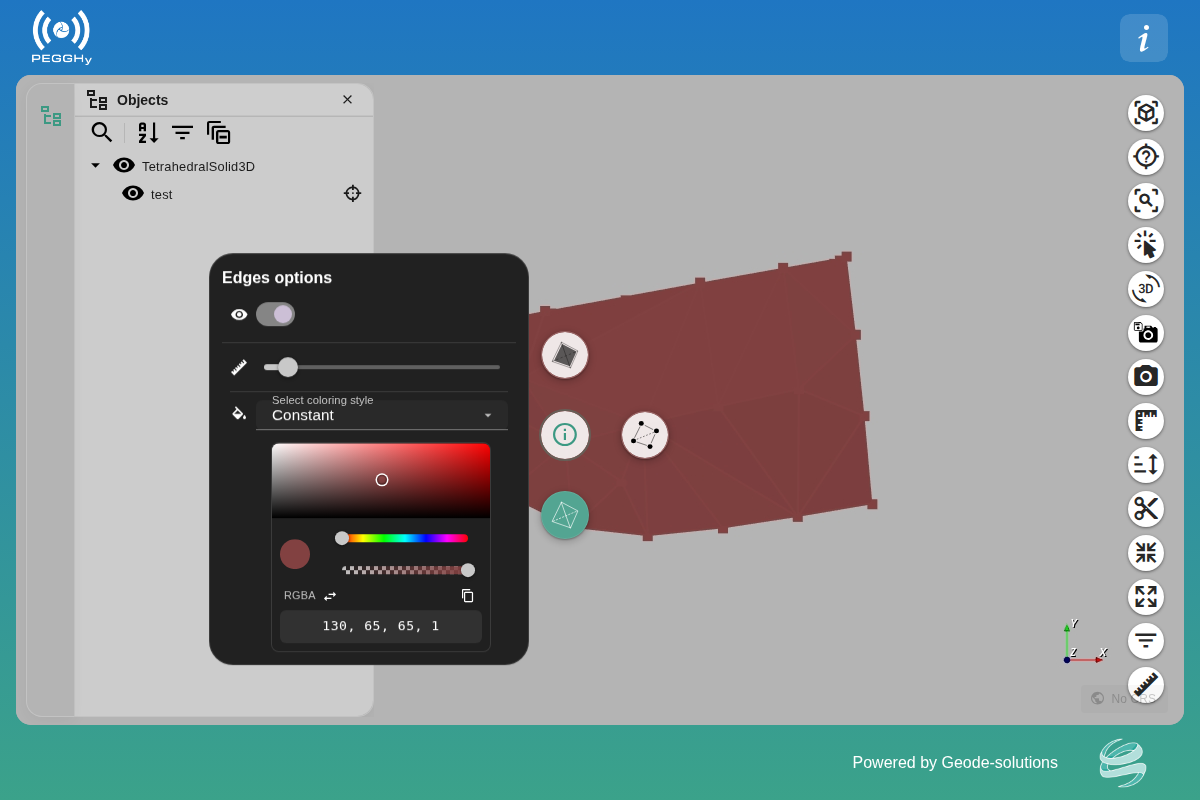 PEGGHy
i
Objects
A
Z
TetrahedralSolid3D
test
Edges options
Select coloring style
Constant
RGBA
130, 65, 65, 1
3D
Y
Z X
No CRS
Powered by Geode-solutions